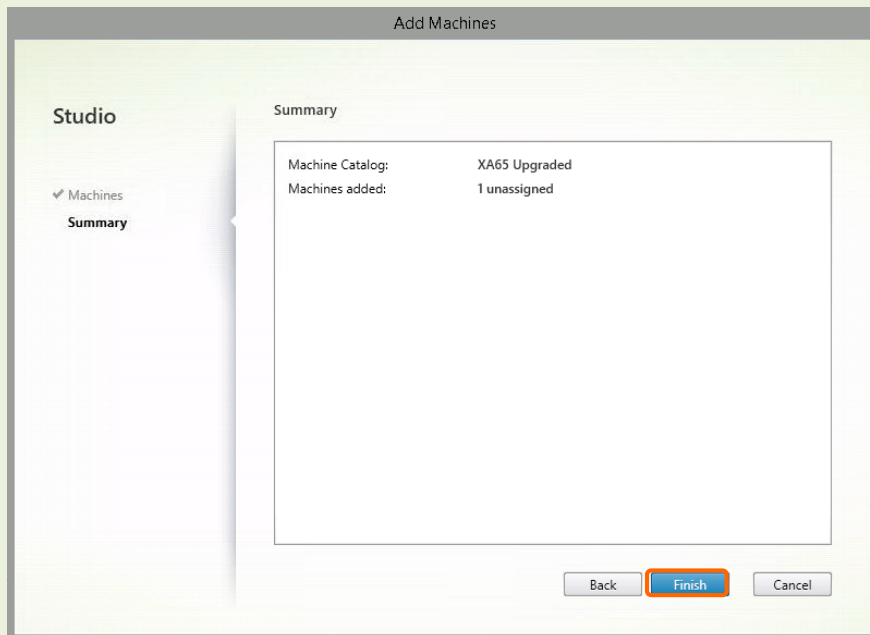 Add Machines
Studio
Machines
Summary
Summary
Machine Catalog: XA65 Upgraded
Machines added: 1 unassigned
Back Finish Cancel